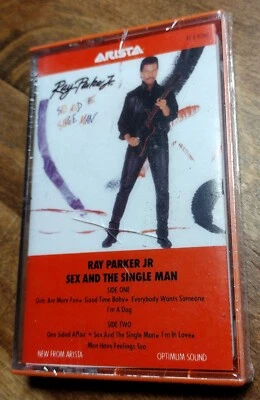 ARISTA
Ray Parker Jr.
SEX AND THE
SINGLE MAN
RAY PARKER JR
SEX AND THE SINGLE MAN
SIDE ONE
Girls Are More Fun • Good Time Baby • Everybody Wants Someone
I'm A Dog
SIDE TWO
One Sided Affair • Sex And The Single Man • I'm In Love •
Men Have Feelings Too
NEW FROM ARISTA OPTIMUM SOUND